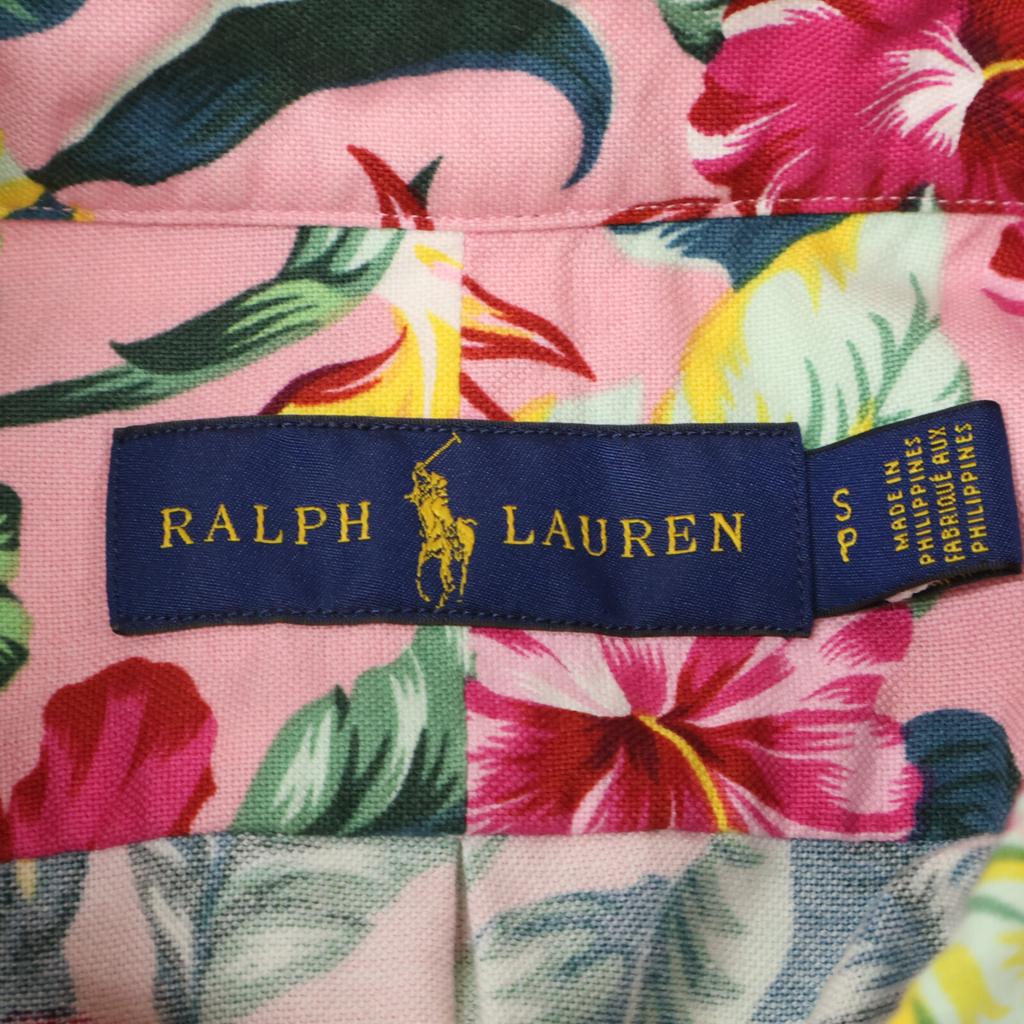 RALPH LAUREN
S
P
MADE IN
PHILIPPINES
FABRIQUÉ AUX
PHILIPPINES